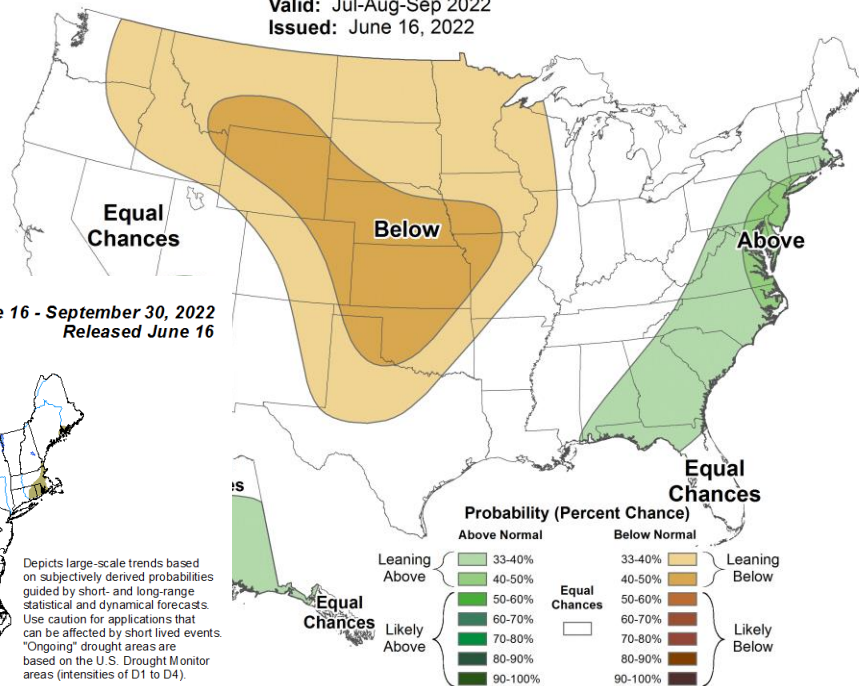 Valid: Jul-Aug-Sep 2022
Issued: June 16, 2022
Equal
Chances
Below
Above
16 - September 30, 2022
Released June 16
Equal
Chances
Probability (Percent Chance)
Above Normal
Below Normal
Leaning
Above
33-40%
40-50%
50-60%
60-70%
70-80%
80-90%
90-100%
Likely
Above
Equal
Chances
33-40%
40-50%
50-60%
60-70%
70-80%
80-90%
90-100%
Leaning
Below
Likely
Below
Equal
Chances
Depicts large-scale trends based
on subjectively derived probabilities
guided by short- and long-range
statistical and dynamical forecasts.
Use caution for applications that
can be affected by short lived events.
"Ongoing" drought areas are
based on the U.S. Drought Monitor
areas (intensities of D1 to D4).